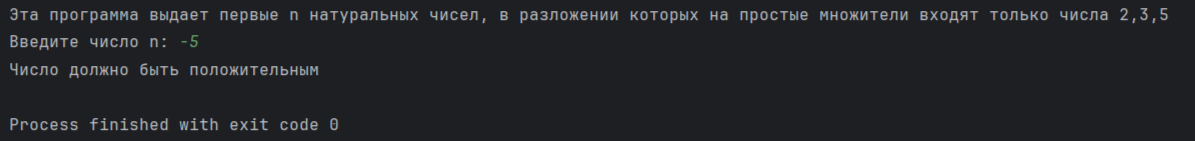 Эта программа выдает первые n натуральных чисел, в разложении которых на простые множители входят только числа 2,3,5
Введите число n: -5
Число должно быть положительным
Process finished with exit code 0